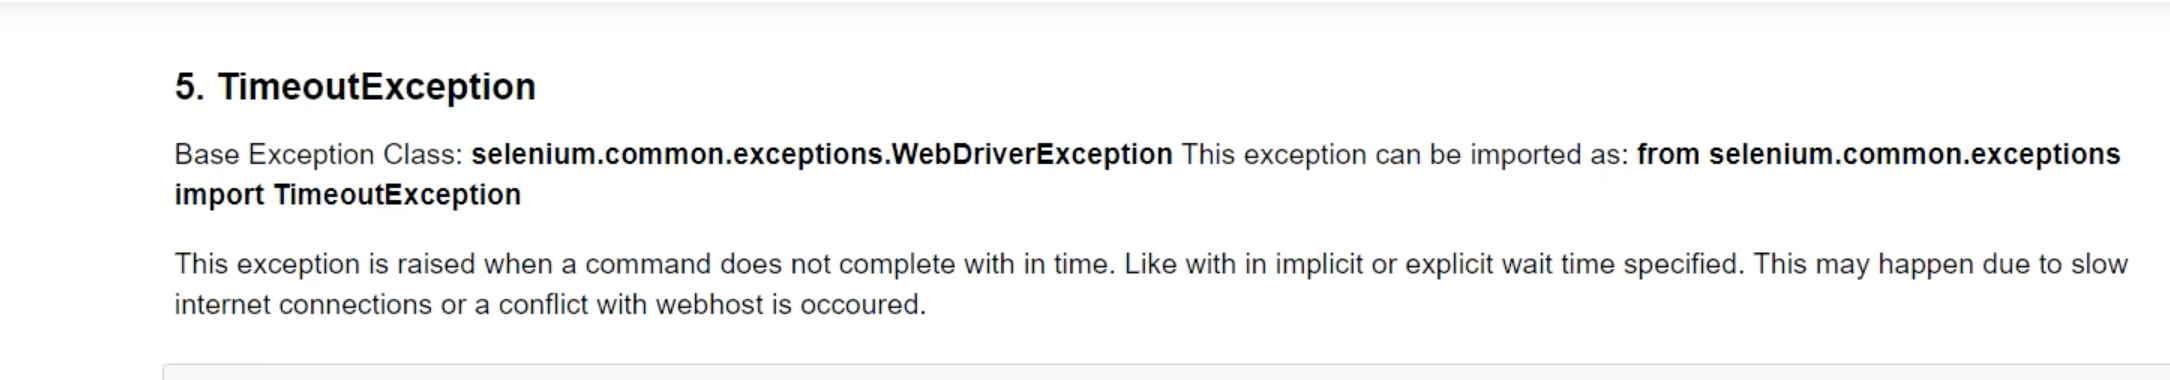 5. TimeoutException
Base Exception Class: selenium.common.exceptions.WebDriverException This exception can be imported as: from selenium.common.exceptions
import TimeoutException
This exception is raised when a command does not complete with in time. Like with in implicit or explicit wait time specified. This may happen due to slow
internet connections or a conflict with webhost is occoured.